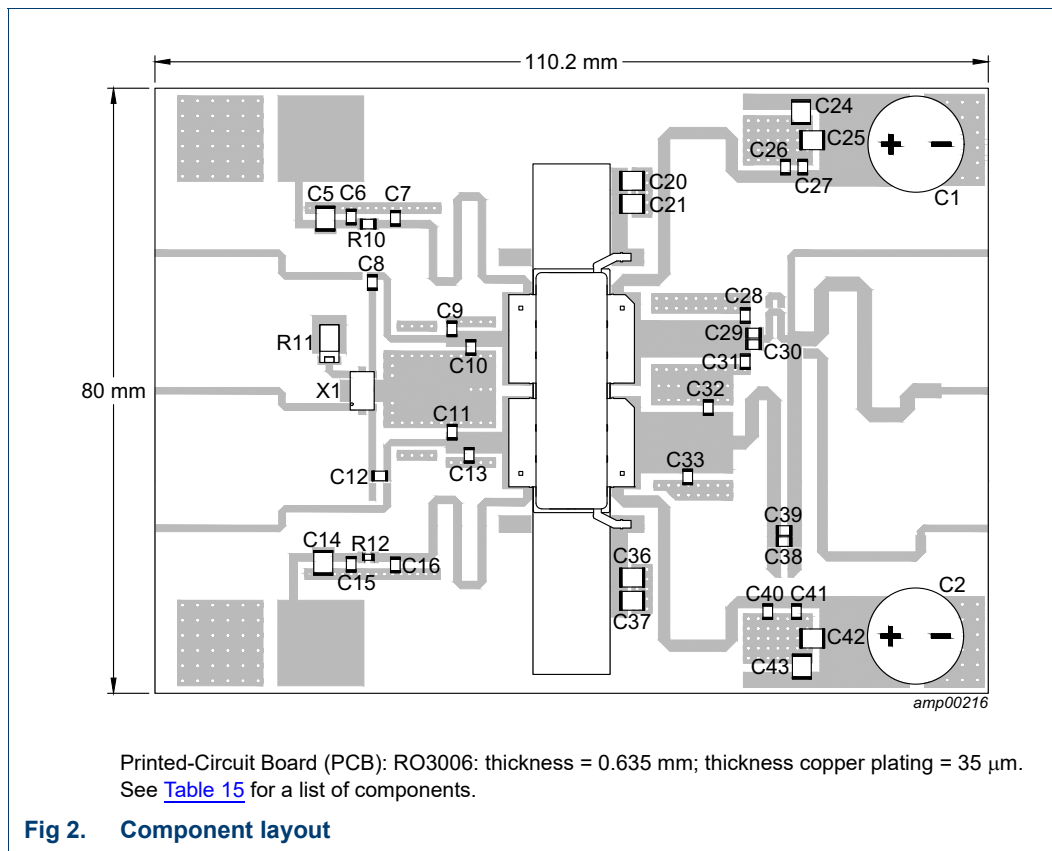 110.2 mm
80 mm
C24
C25
C26
C27
+
−
C1
C20
C21
C5
C6
C7
R10
C8
C9
C10
R11
X1
C28
C29
C30
C31
C32
C11
C13
C12
C33
C39
C38
C14
R12
C15
C16
C36
C37
C40
C41
C2
+
−
C42
C43
amp00216
Printed-Circuit Board (PCB): RO3006: thickness = 0.635 mm; thickness copper plating = 35 μm.
See Table 15 for a list of components.
Fig 2. Component layout